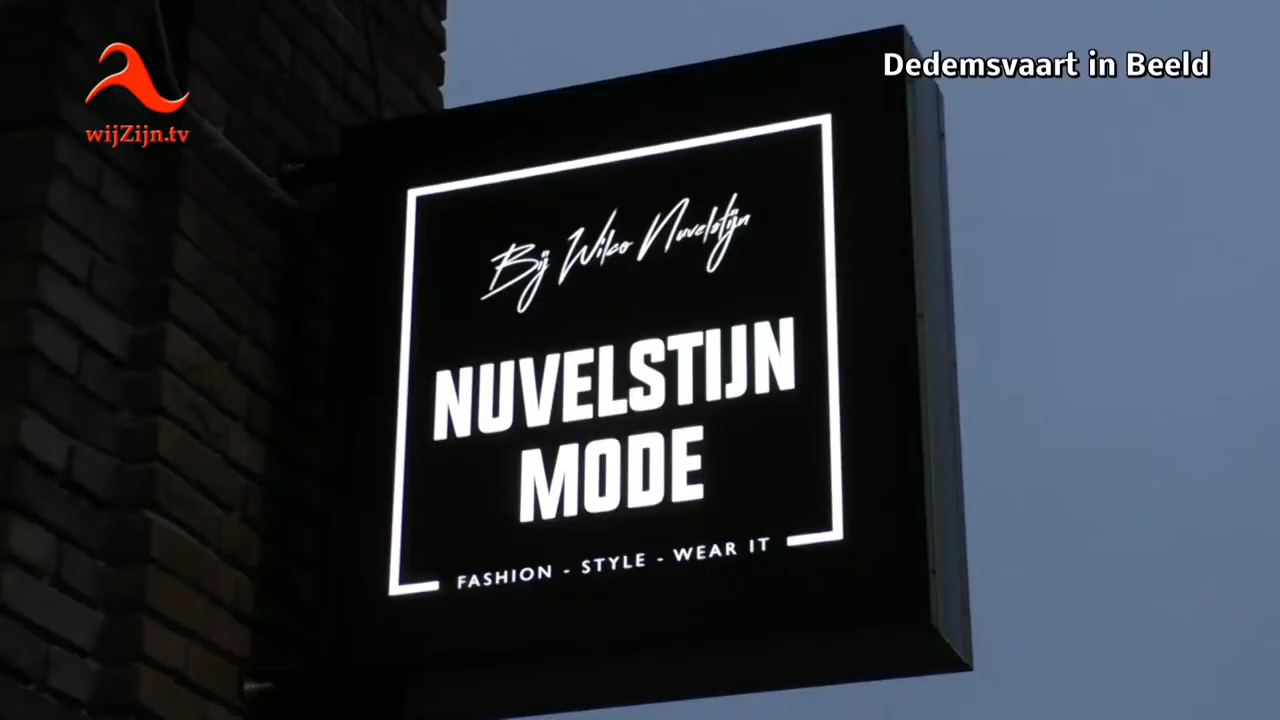 Dedemsvaart in Beeld
wijZijn.tv
Bij Wilco Nuvelstijn
NUVELSTIJN
MODE
FASHION - STYLE - WEAR IT